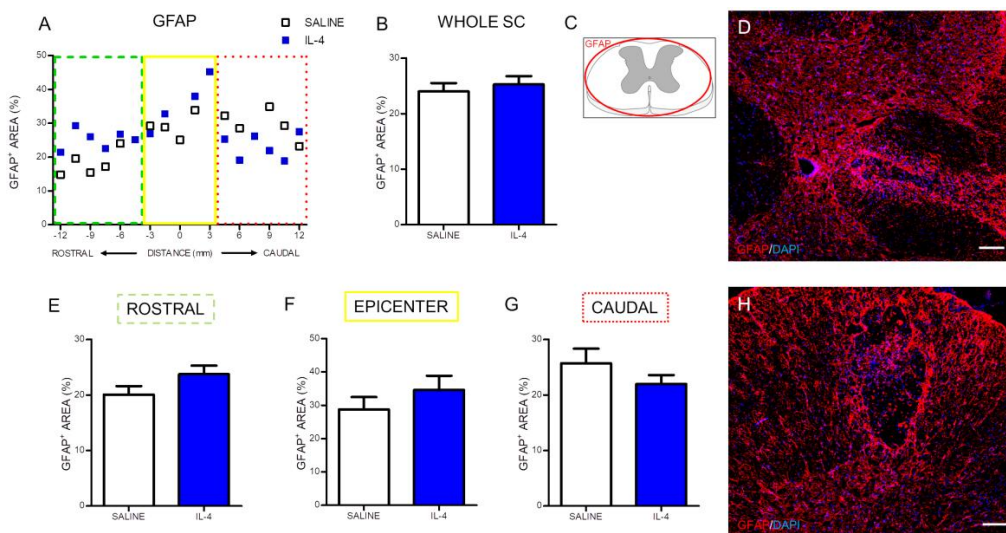 A
GFAP
SALINE
IL-4
GFAP⁺ AREA (%)
50
40
30
20
10
0
-12 -9 -6 -3 0 3 6 9 12
ROSTRAL DISTANCE (mm) CAUDAL
B
WHOLE SC
GFAP⁺ AREA (%)
30
20
10
0
SALINE IL-4
C
GFAP
D
GFAP/DAPI
E
ROSTRAL
GFAP⁺ AREA (%)
30
20
10
0
SALINE IL-4
F
EPICENTER
GFAP⁺ AREA (%)
50
40
30
20
10
0
SALINE IL-4
G
CAUDAL
GFAP⁺ AREA (%)
30
20
10
0
SALINE IL-4
H
GFAP/DAPI